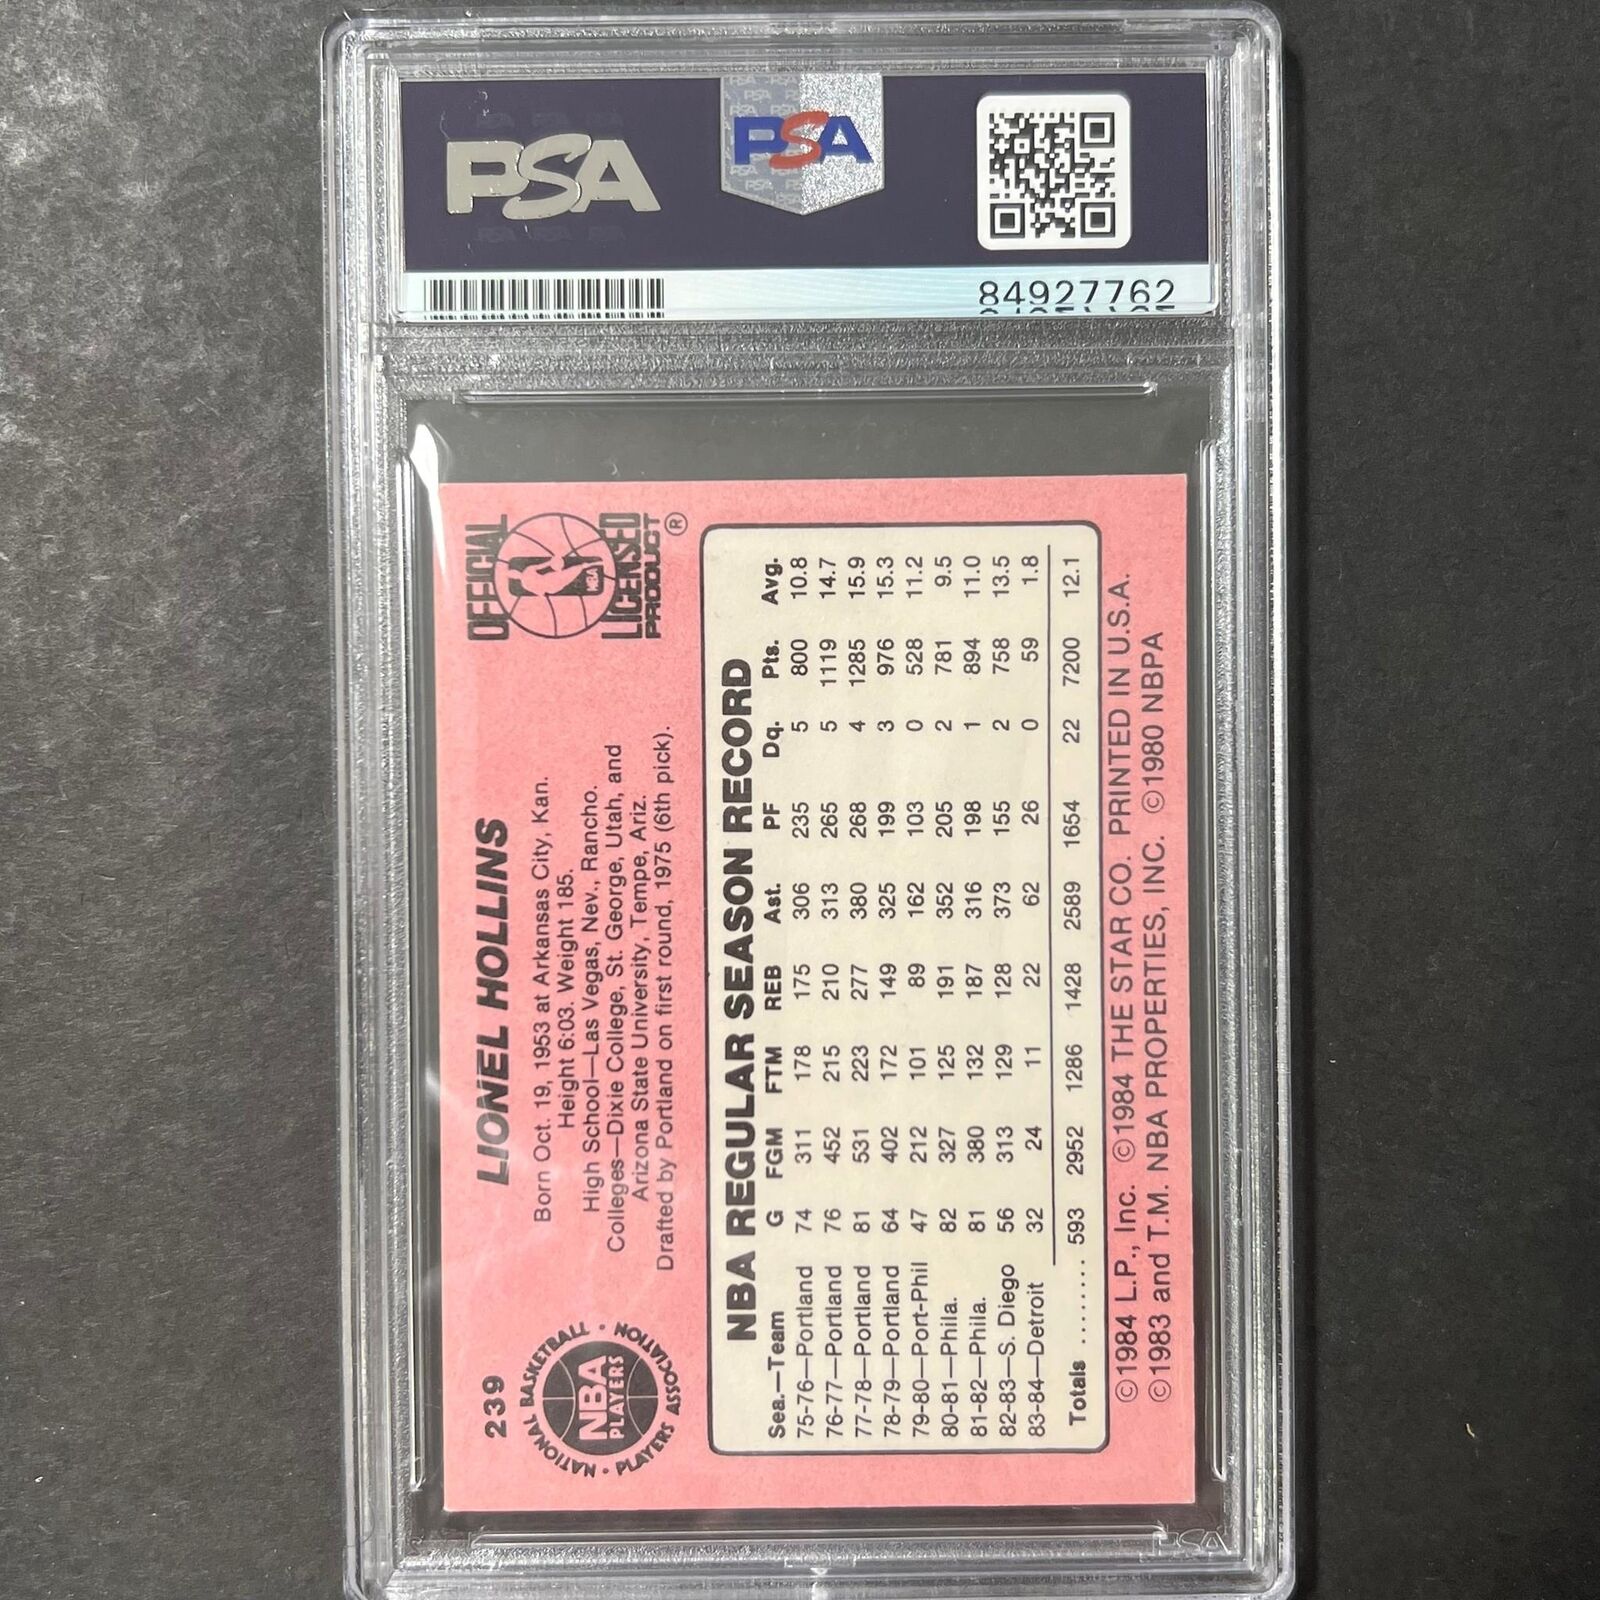 PSA
PSA
84927762
239
LIONEL HOLLINS
Born Oct. 19, 1953 at Arkansas City, Kan.
Height 6:03. Weight 185.
High School—Las Vegas, Nev., Rancho.
Colleges—Dixie College, St. George, Utah, and
Arizona State University, Tempe, Ariz.
Drafted by Portland on first round, 1975 (6th pick).
NATIONAL BASKETBALL • PLAYERS ASSOCIATION •
NBA
PLAYERS
OFFICIAL
NBA
LICENSED
PRODUCT
®
NBA REGULAR SEASON RECORD
Sea.—Team G FGM FTM REB Ast. PF Dq. Pts. Avg.
75-76—Portland 74 311 178 175 306 235 5 800 10.8
76-77—Portland 76 452 215 210 313 265 5 1119 14.7
77-78—Portland 81 531 223 277 380 268 4 1285 15.9
78-79—Portland 64 402 172 149 325 199 3 976 15.3
79-80—Port-Phil 47 212 101 89 162 103 0 528 11.2
80-81—Phila. 82 327 125 191 352 205 2 781 9.5
81-82—Phila. 81 380 132 187 316 198 1 894 11.0
82-83—S. Diego 56 313 129 128 373 155 2 758 13.5
83-84—Detroit 32 24 11 22 62 26 0 59 1.8
Totals ........ 593 2952 1286 1428 2589 1654 22 7200 12.1
©1984 L.P., Inc. ©1984 THE STAR CO. PRINTED IN U.S.A.
©1983 and T.M. NBA PROPERTIES, INC. ©1980 NBPA
PSA